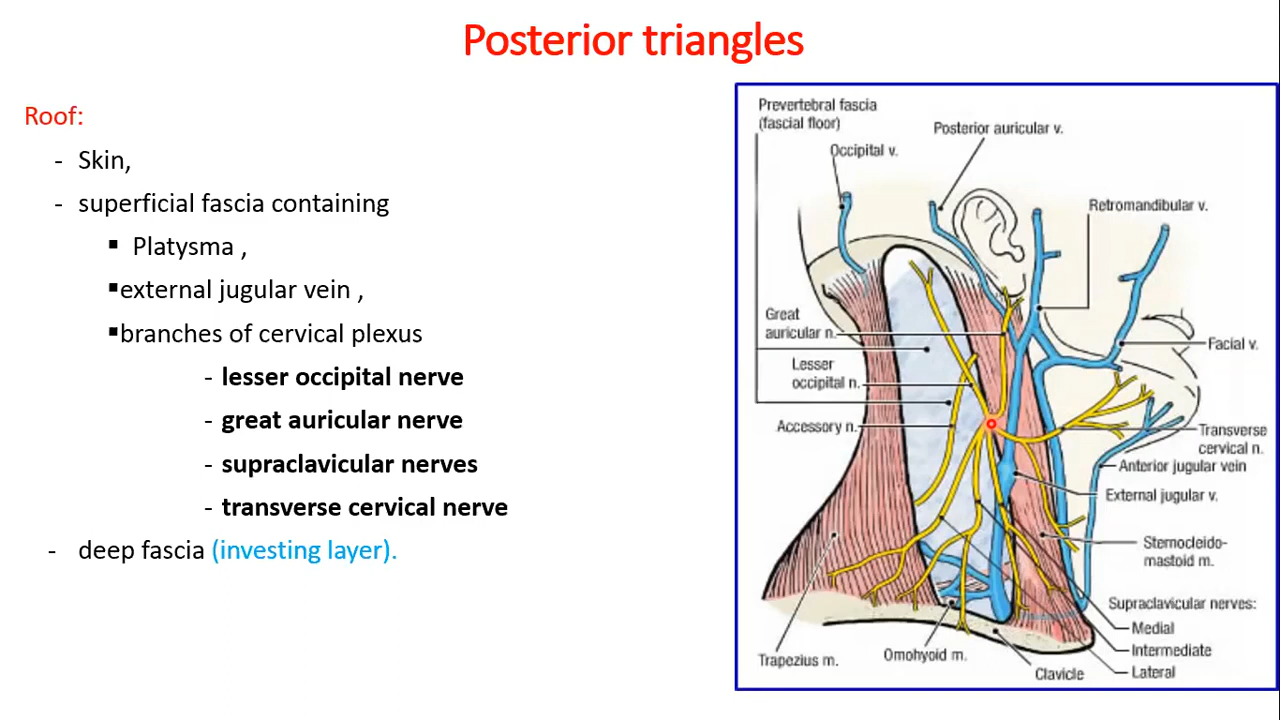 Posterior triangles
Roof:
- Skin,
- superficial fascia containing
▪ Platysma ,
▪external jugular vein ,
▪branches of cervical plexus
- lesser occipital nerve
- great auricular nerve
- supraclavicular nerves
- transverse cervical nerve
- deep fascia (investing layer).
Prevertebral fascia
(fascial floor)
Posterior auricular v.
Occipital v.
Retromandibular v.
Great
auricular n.
Facial v.
Lesser
occipital n.
Accessory n.
Transverse
cervical n.
Anterior jugular vein
External jugular v.
Sternocleido-
mastoid m.
Supraclavicular nerves:
Medial
Intermediate
Lateral
Trapezius m.
Omohyoid m.
Clavicle